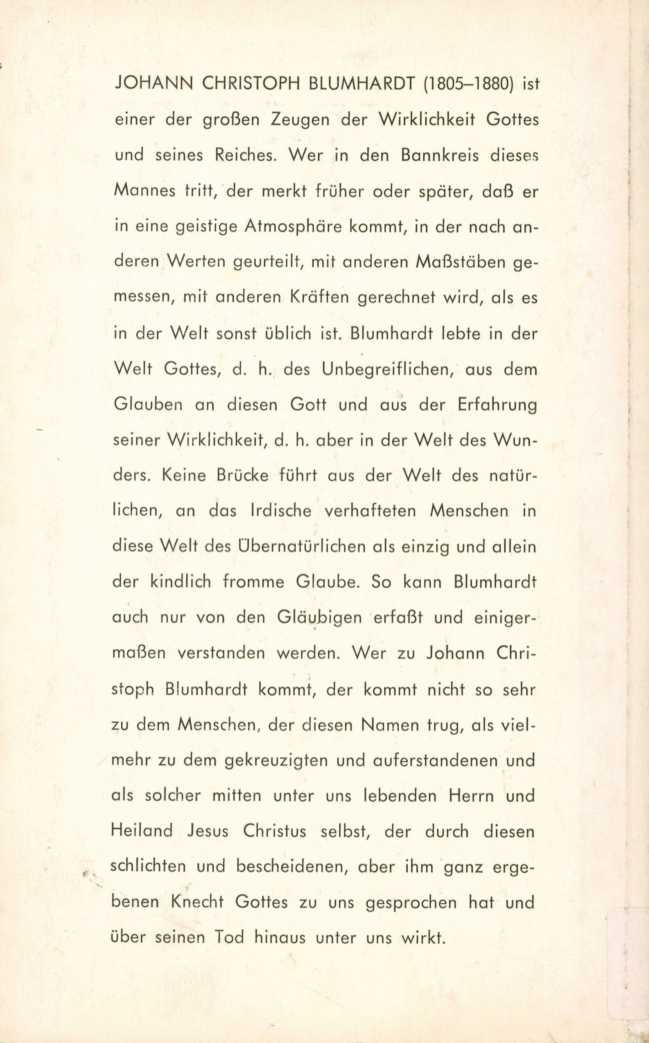 JOHANN CHRISTOPH BLUMHARDT (1805–1880) ist
einer der großen Zeugen der Wirklichkeit Gottes
und seines Reiches. Wer in den Bannkreis dieses
Mannes tritt, der merkt früher oder später, daß er
in eine geistige Atmosphäre kommt, in der nach an-
deren Werten geurteilt, mit anderen Maßstäben ge-
messen, mit anderen Kräften gerechnet wird, als es
in der Welt sonst üblich ist. Blumhardt lebte in der
Welt Gottes, d. h. des Unbegreiflichen, aus dem
Glauben an diesen Gott und aus der Erfahrung
seiner Wirklichkeit, d. h. aber in der Welt des Wun-
ders. Keine Brücke führt aus der Welt des natür-
lichen, an das Irdische verhafteten Menschen in
diese Welt des Übernatürlichen als einzig und allein
der kindlich fromme Glaube. So kann Blumhardt
auch nur von den Gläubigen erfaßt und einiger-
maßen verstanden werden. Wer zu Johann Chri-
stoph Blumhardt kommt, der kommt nicht so sehr
zu dem Menschen, der diesen Namen trug, als viel-
mehr zu dem gekreuzigten und auferstandenen und
als solcher mitten unter uns lebenden Herrn und
Heiland Jesus Christus selbst, der durch diesen
schlichten und bescheidenen, aber ihm ganz erge-
benen Knecht Gottes zu uns gesprochen hat und
über seinen Tod hinaus unter uns wirkt.